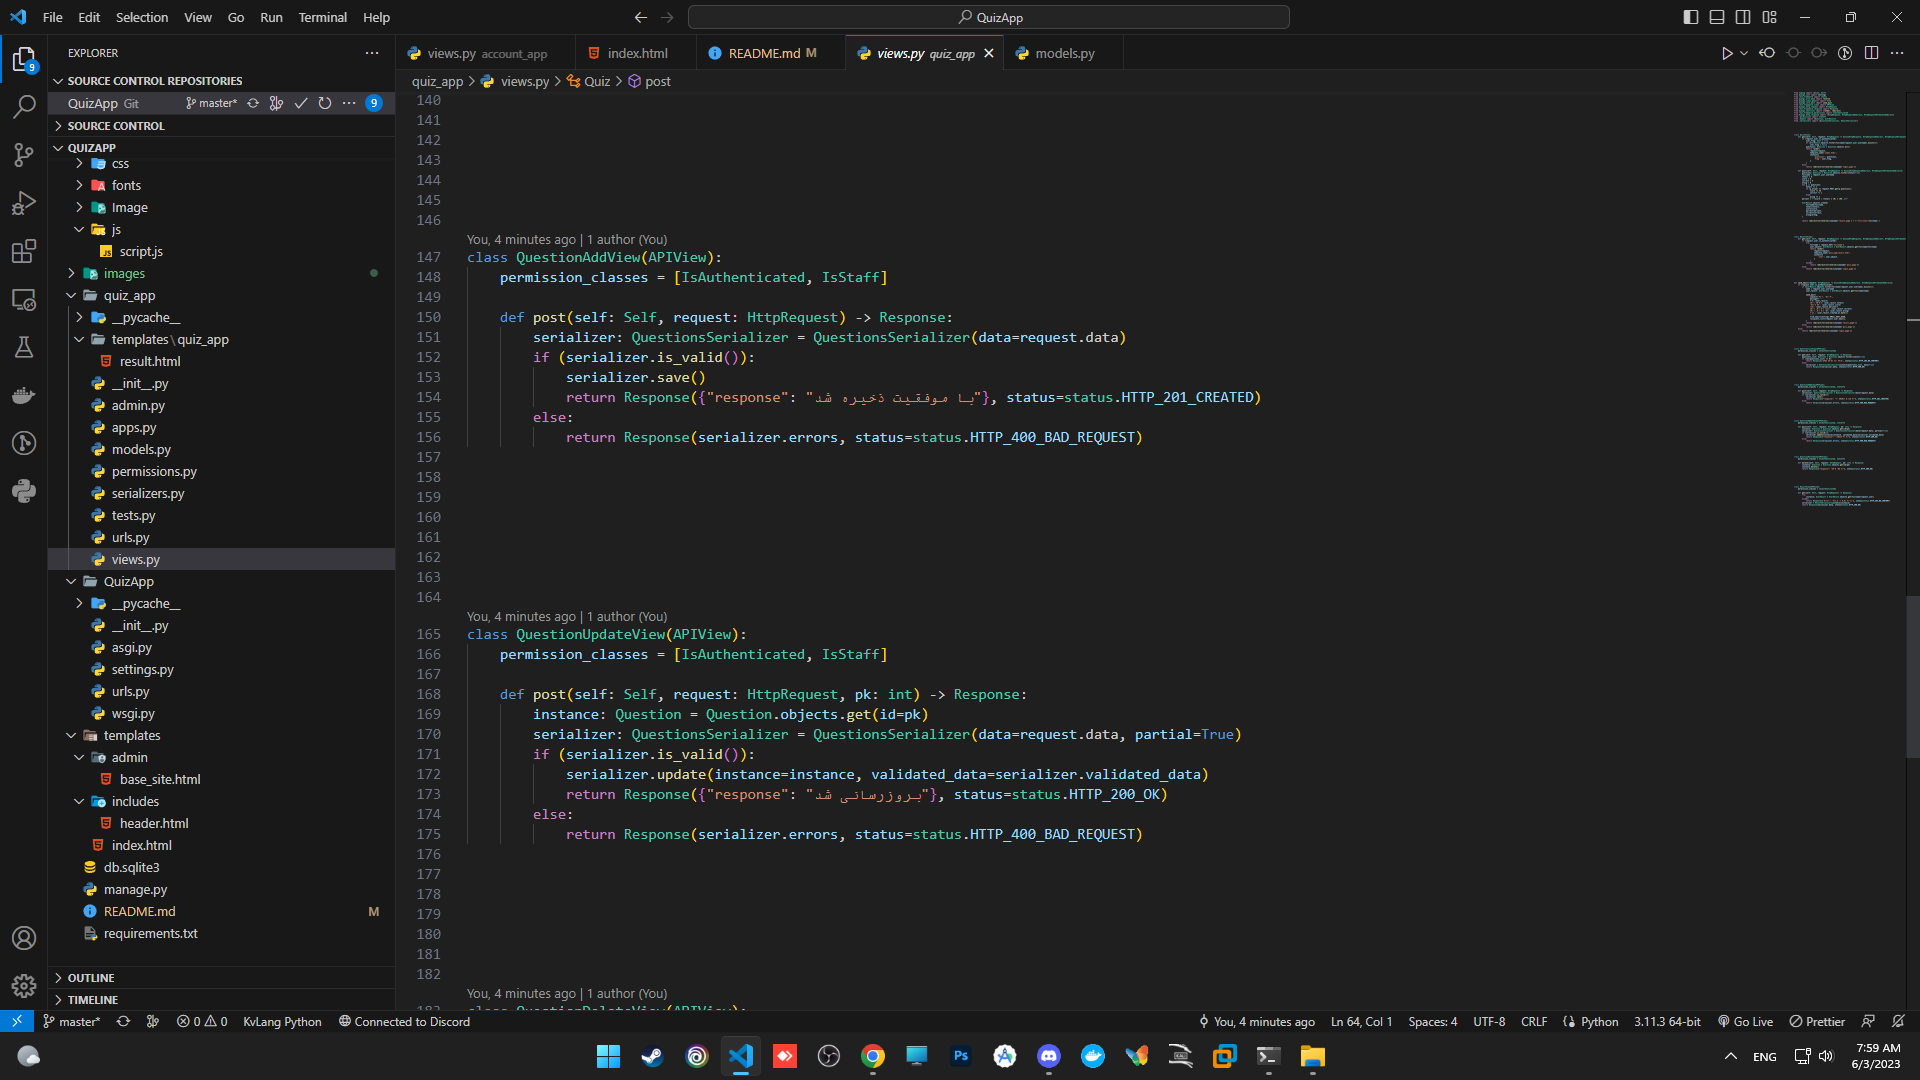 File Edit Selection View Go Run Terminal Help
QuizApp
EXPLORER
SOURCE CONTROL REPOSITORIES
QuizApp Git master* 9
SOURCE CONTROL
QUIZAPP
css
fonts
Image
js
script.js
images
quiz_app
__pycache__
templates\quiz_app
result.html
__init__.py
admin.py
apps.py
models.py
permissions.py
serializers.py
tests.py
urls.py
views.py
QuizApp
__pycache__
__init__.py
asgi.py
settings.py
urls.py
wsgi.py
templates
admin
base_site.html
includes
header.html
index.html
db.sqlite3
manage.py
README.md M
requirements.txt
OUTLINE
TIMELINE
views.py account_app index.html README.md M views.py quiz_app models.py
quiz_app > views.py > Quiz > post
140
141
142
143
144
145
146
You, 4 minutes ago | 1 author (You)
147 class QuestionAddView(APIView):
148 permission_classes = [IsAuthenticated, IsStaff]
149
150 def post(self: Self, request: HttpRequest) -> Response:
151 serializer: QuestionsSerializer = QuestionsSerializer(data=request.data)
152 if (serializer.is_valid()):
153 serializer.save()
154 return Response({"response": "با موفقیت ذخیره شد"}, status=status.HTTP_201_CREATED)
155 else:
156 return Response(serializer.errors, status=status.HTTP_400_BAD_REQUEST)
157
158
159
160
161
162
163
164
You, 4 minutes ago | 1 author (You)
165 class QuestionUpdateView(APIView):
166 permission_classes = [IsAuthenticated, IsStaff]
167
168 def post(self: Self, request: HttpRequest, pk: int) -> Response:
169 instance: Question = Question.objects.get(id=pk)
170 serializer: QuestionsSerializer = QuestionsSerializer(data=request.data, partial=True)
171 if (serializer.is_valid()):
172 serializer.update(instance=instance, validated_data=serializer.validated_data)
173 return Response({"response": "بروزرسانی شد"}, status=status.HTTP_200_OK)
174 else:
175 return Response(serializer.errors, status=status.HTTP_400_BAD_REQUEST)
176
177
178
179
180
181
182
You, 4 minutes ago | 1 author (You)
183 class QuestionDeleteView(APIView):
master* 0 0 KvLang Python Connected to Discord You, 4 minutes ago Ln 64, Col 1 Spaces: 4 UTF-8 CRLF Python 3.11.3 64-bit Go Live Prettier
ENG 7:59 AM
6/3/2023